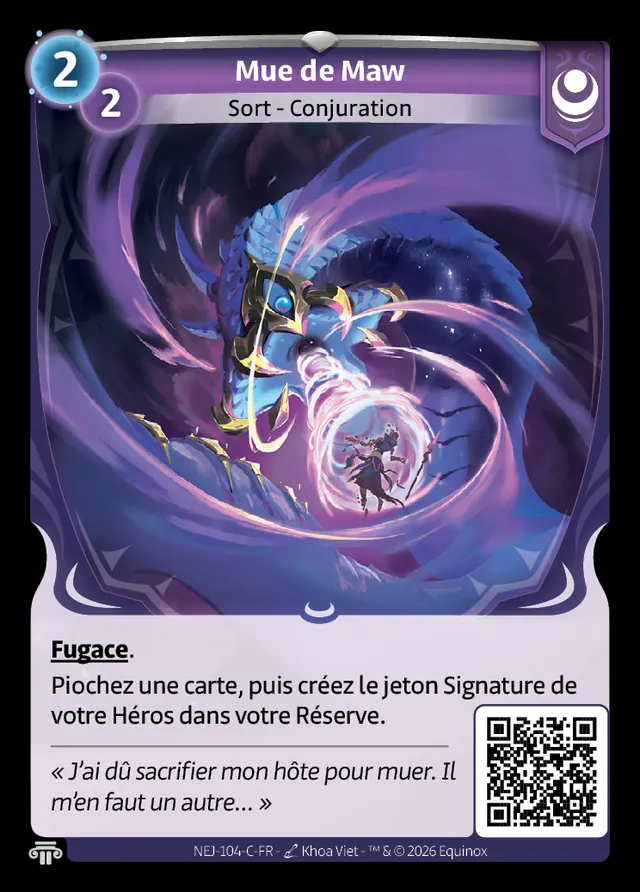 2
Mue de Maw
2
Sort - Conjuration
Fugace.
Piochez une carte, puis créez le jeton Signature de
votre Héros dans votre Réserve.
« J'ai dû sacrifier mon hôte pour muer. Il
m'en faut un autre... »
NEJ-104-C-FR - Khoa Viet - ™ & © 2026 Equinox